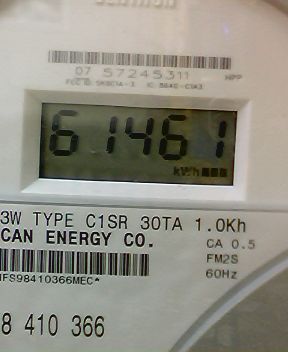 07 57245311 HPP
61461
kWh
3W TYPE C1SR 30TA 1.0Kh
CAN ENERGY CO. CA 0.5
FM2S
60Hz
IFS98410366MEC*
8 410 366